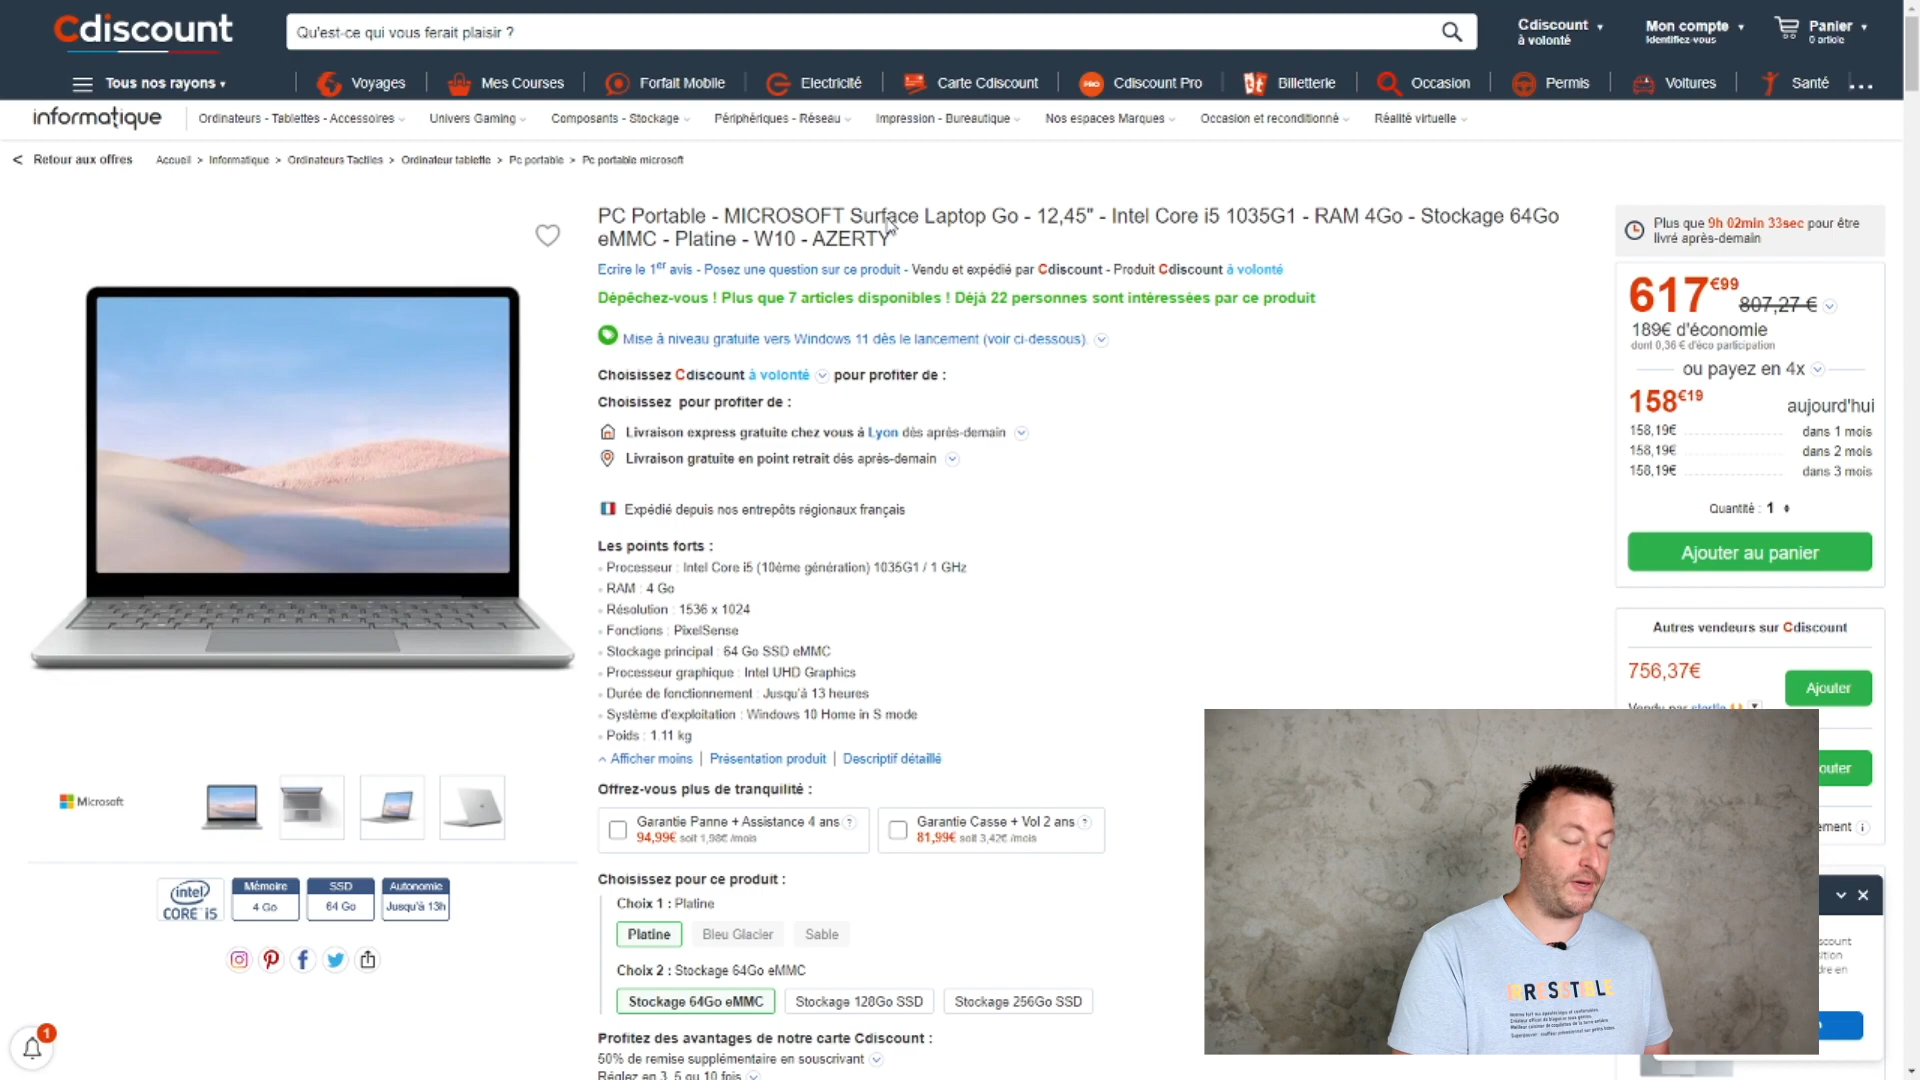 Cdiscount
Qu'est-ce qui vous ferait plaisir ?
Cdiscount
à volonté
Mon compte
Identifiez-vous
Panier
0 article
Tous nos rayons
Voyages
Mes Courses
Forfait Mobile
Electricité
Carte Cdiscount
PRO
Cdiscount Pro
Billetterie
Occasion
Permis
Voitures
Santé
...
informatique
Ordinateurs - Tablettes - Accessoires
Univers Gaming
Composants - Stockage
Périphériques - Réseau
Impression - Bureautique
Nos espaces Marques
Occasion et reconditionné
Réalité virtuelle
< Retour aux offres
Accueil > Informatique > Ordinateurs Tactiles > Ordinateur tablette > Pc portable > Pc portable microsoft
PC Portable - MICROSOFT Surface Laptop Go - 12,45" - Intel Core i5 1035G1 - RAM 4Go - Stockage 64Go
eMMC - Platine - W10 - AZERTY
Ecrire le 1er avis - Posez une question sur ce produit - Vendu et expédié par Cdiscount - Produit Cdiscount à volonté
Dépêchez-vous ! Plus que 7 articles disponibles ! Déjà 22 personnes sont intéressées par ce produit
Mise à niveau gratuite vers Windows 11 dès le lancement (voir ci-dessous).
Choisissez Cdiscount à volonté pour profiter de :
Choisissez pour profiter de :
Livraison express gratuite chez vous à Lyon dès après-demain
Livraison gratuite en point retrait dès après-demain
Expédié depuis nos entrepôts régionaux français
Les points forts :
Processeur : Intel Core i5 (10ème génération) 1035G1 / 1 GHz
RAM : 4 Go
Résolution : 1536 x 1024
Fonctions : PixelSense
Stockage principal : 64 Go SSD eMMC
Processeur graphique : Intel UHD Graphics
Durée de fonctionnement : Jusqu'à 13 heures
Système d'exploitation : Windows 10 Home in S mode
Poids : 1.11 kg
Afficher moins | Présentation produit | Descriptif détaillé
Offrez-vous plus de tranquilité :
Garantie Panne + Assistance 4 ans ?
94,99€ soit 1,98€ /mois
Garantie Casse + Vol 2 ans ?
81,99€ soit 3,42€ /mois
Choisissez pour ce produit :
Choix 1 : Platine
Platine
Bleu Glacier
Sable
Choix 2 : Stockage 64Go eMMC
Stockage 64Go eMMC
Stockage 128Go SSD
Stockage 256Go SSD
Profitez des avantages de notre carte Cdiscount :
50% de remise supplémentaire en souscrivant
Réglez en 3, 5 ou 10 fois
Microsoft
intel
CORE i5
Mémoire
4 Go
SSD
64 Go
Autonomie
Jusqu'à 13h
1
Plus que 9h 02min 33sec pour être
livré après-demain
617€99
807,27 €
189€ d'économie
dont 0,36 € d'éco participation
ou payez en 4x
158€19
aujourd'hui
158,19€ dans 1 mois
158,19€ dans 2 mois
158,19€ dans 3 mois
Quantité : 1
Ajouter au panier
Autres vendeurs sur Cdiscount
756,37€
Ajouter
Vendu par
outer
ement
scount
sition
dre en
IRRESISTIBLE